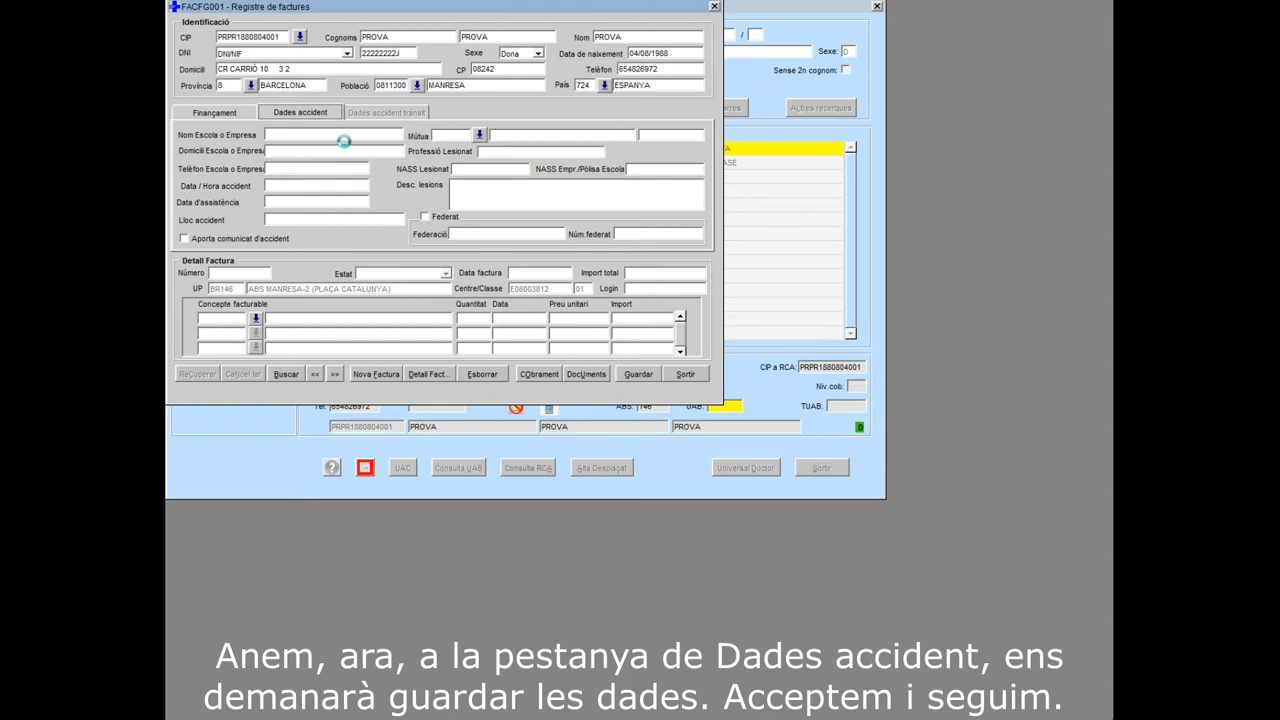 FACFG001 - Registre de factures
Identificació
CIP PRPR1880804001 Cognoms PROVA PROVA Nom PROVA
DNI DNI/NIF 22222222J Sexe Dona Data de naixement 04/08/1988
Domicili CR CARRIÓ 10 3 2 CP 08242 Telèfon 654826972
Província 8 BARCELONA Població 0811300 MANRESA País 724 ESPANYA
/
Sexe: D
Sense 2n cognom:
Altres recerques
Finançament Dades accident Dades accident trànsit
Nom Escola o Empresa Mútua
Domicili Escola o Empres Professió Lesionat
Telèfon Escola o Empres NASS Lesionat NASS Empr./Pòlisa Escola
Data / Hora accident Desc. lesions
Data d'assistència
Lloc accident Federat
Federació Núm.federat
Aporta comunicat d'accident
Detall Factura
Número Estat Data factura Import total
UP BR146 ABS MANRESA-2 (PLAÇA CATALUNYA) Centre/Classe E08003812 01 Login
Concepte facturable Quantitat Data Preu unitari Import
ReCuperar CaNcel·lar Buscar << >> Nova Factura Detall Fact... Esborrar CObrament DocUments Guardar Sortir
CIP a RCA: PRPR1880804001
Niv.cob:
Tel. 654826972 ABS: 146 UAB: TUAB:
PRPR1880804001 PROVA PROVA PROVA D
? UAC Consulta UAB Consulta RCA Alta Desplaçat Universal Doctor Sortir
Anem, ara, a la pestanya de Dades accident, ens
demanarà guardar les dades. Acceptem i seguim.